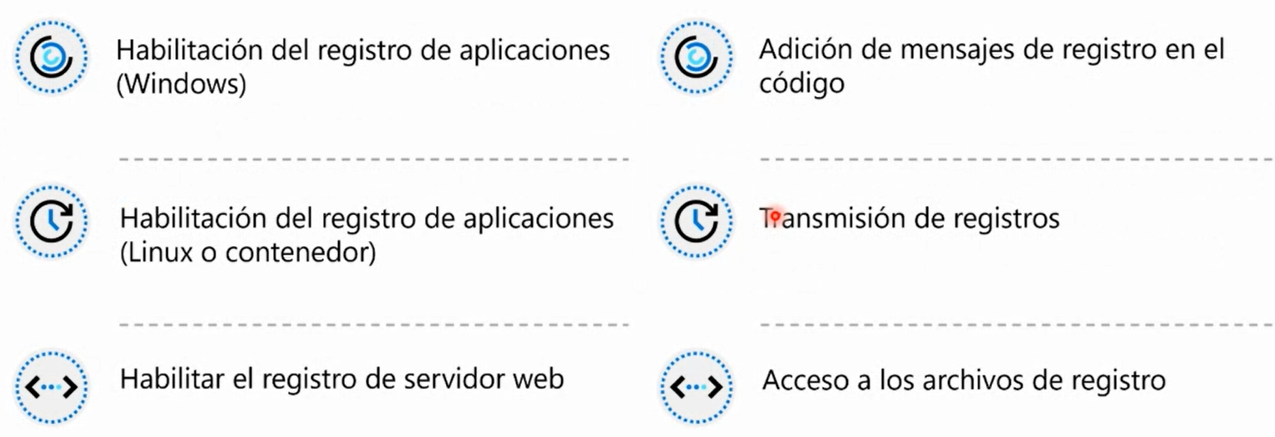 Habilitación del registro de aplicaciones
(Windows)
Habilitación del registro de aplicaciones
(Linux o contenedor)
Habilitar el registro de servidor web
Adición de mensajes de registro en el
código
Transmisión de registros
Acceso a los archivos de registro